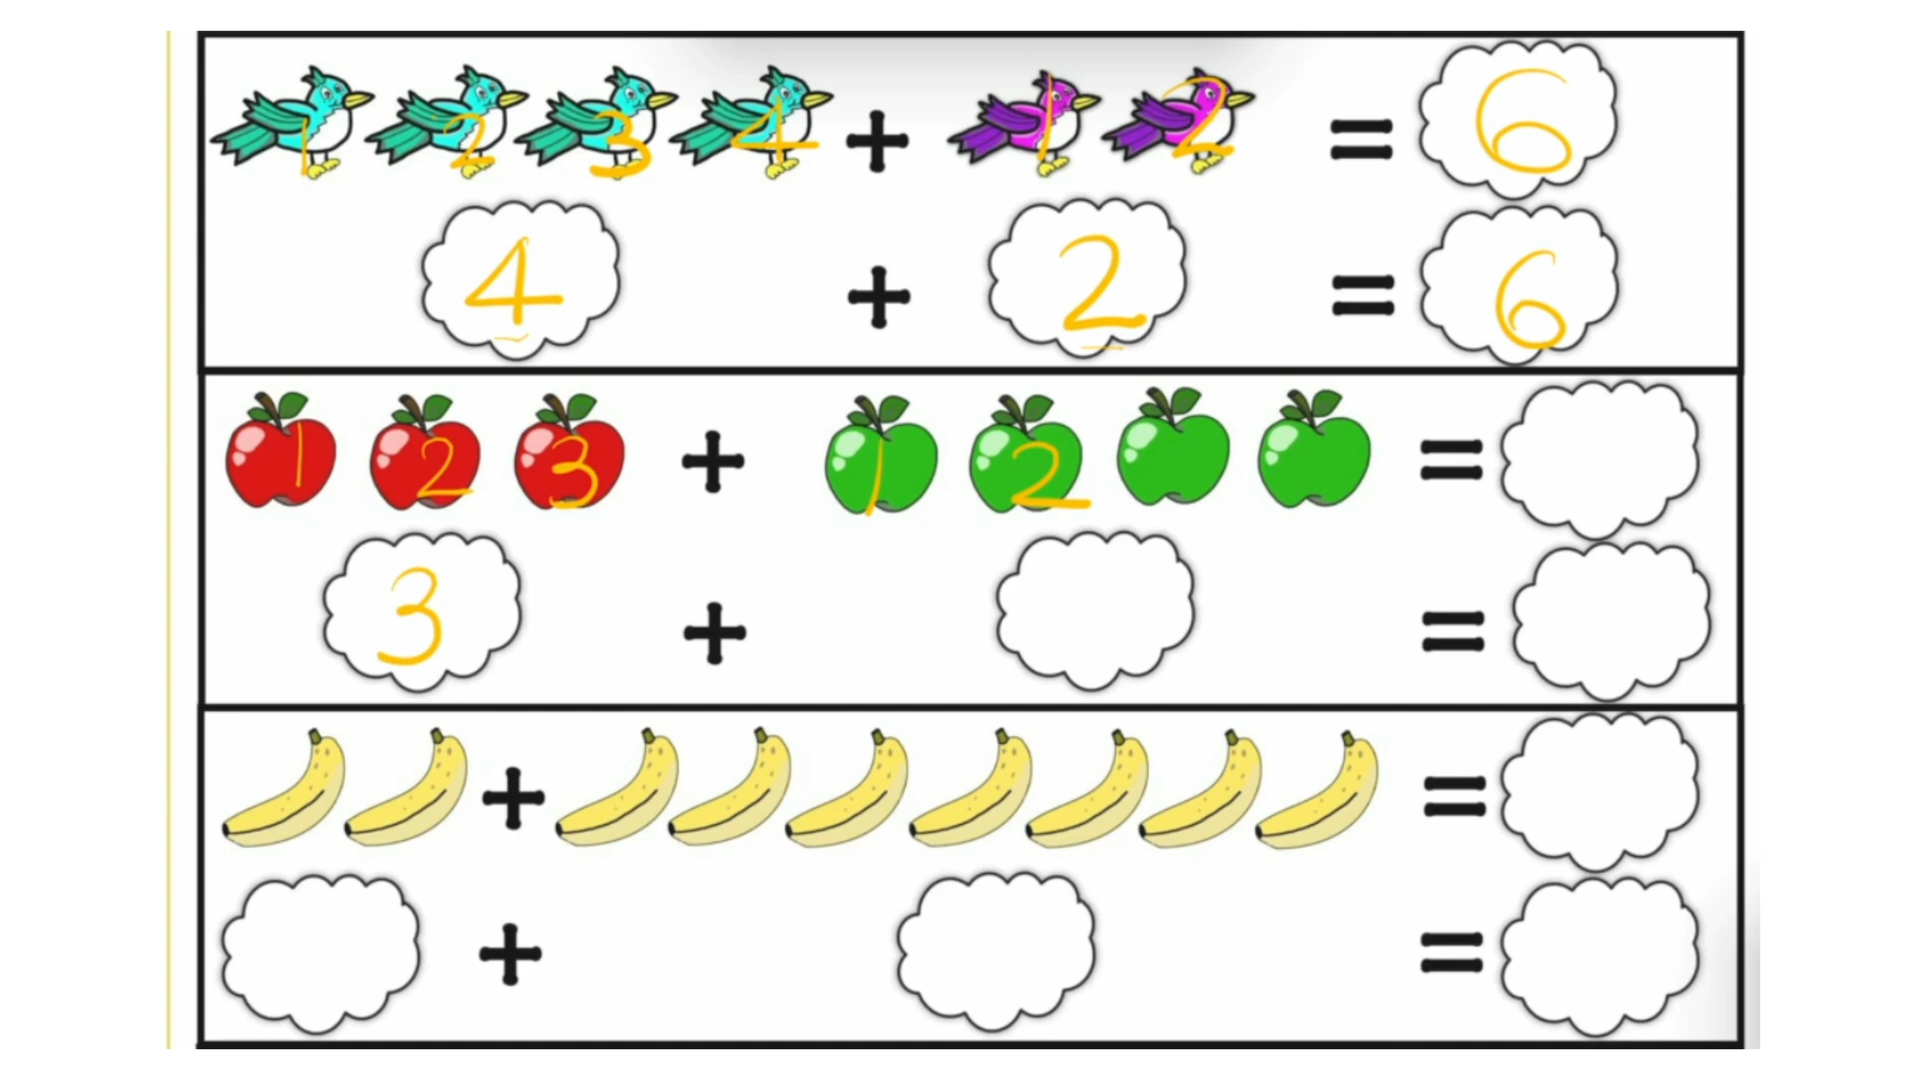 1 2 3 4 + 1 2 = 6
4 + 2 = 6
1 2 3 + 1 2 =
3 + =
+ =
+ =